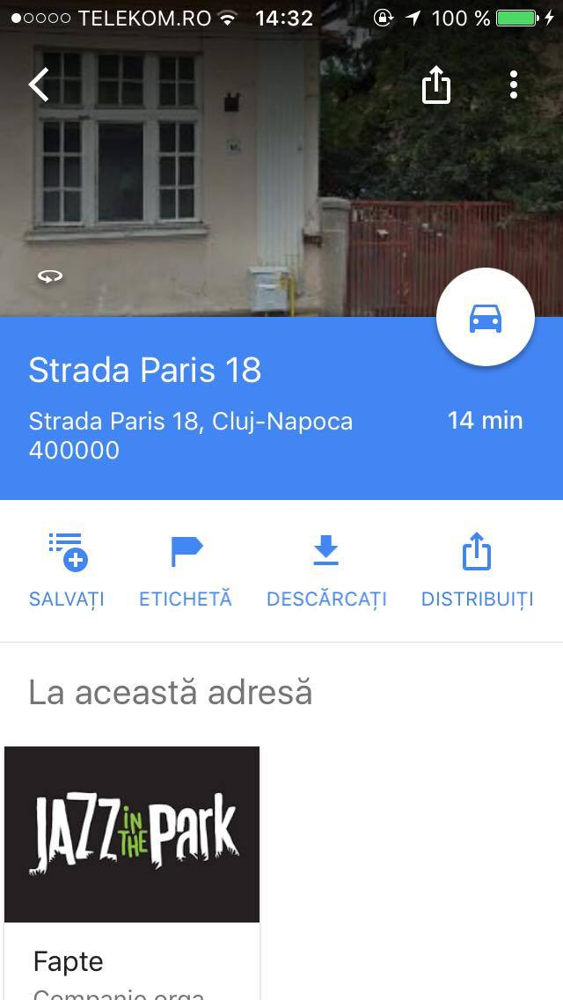 TELEKOM.RO 14:32 100 %
Strada Paris 18
Strada Paris 18, Cluj-Napoca
400000
14 min
SALVAȚI ETICHETĂ DESCĂRCAȚI DISTRIBUIȚI
La această adresă
JAZZ IN THE PARK
Fapte
Companie orga